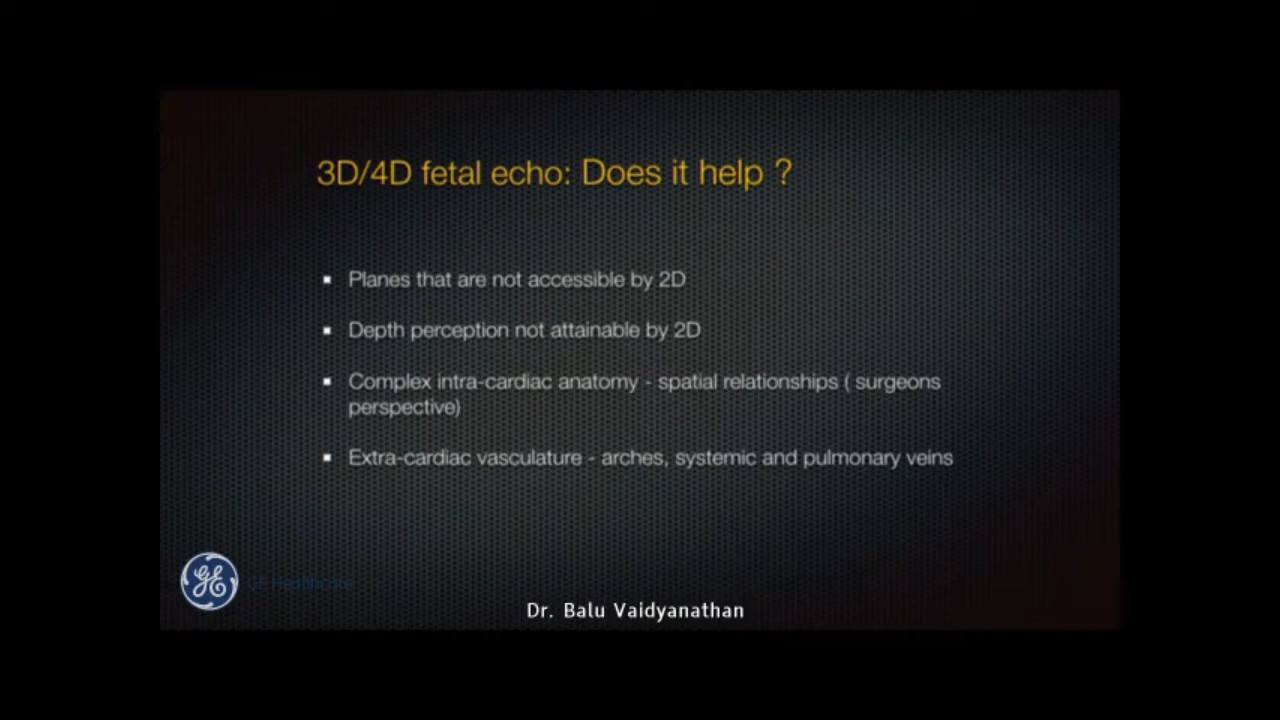 3D/4D fetal echo: Does it help ?
▪ Planes that are not accessible by 2D
▪ Depth perception not attainable by 2D
▪ Complex intra-cardiac anatomy - spatial relationships ( surgeons
perspective)
▪ Extra-cardiac vasculature - arches, systemic and pulmonary veins
GE GE Healthcare
Dr. Balu Vaidyanathan